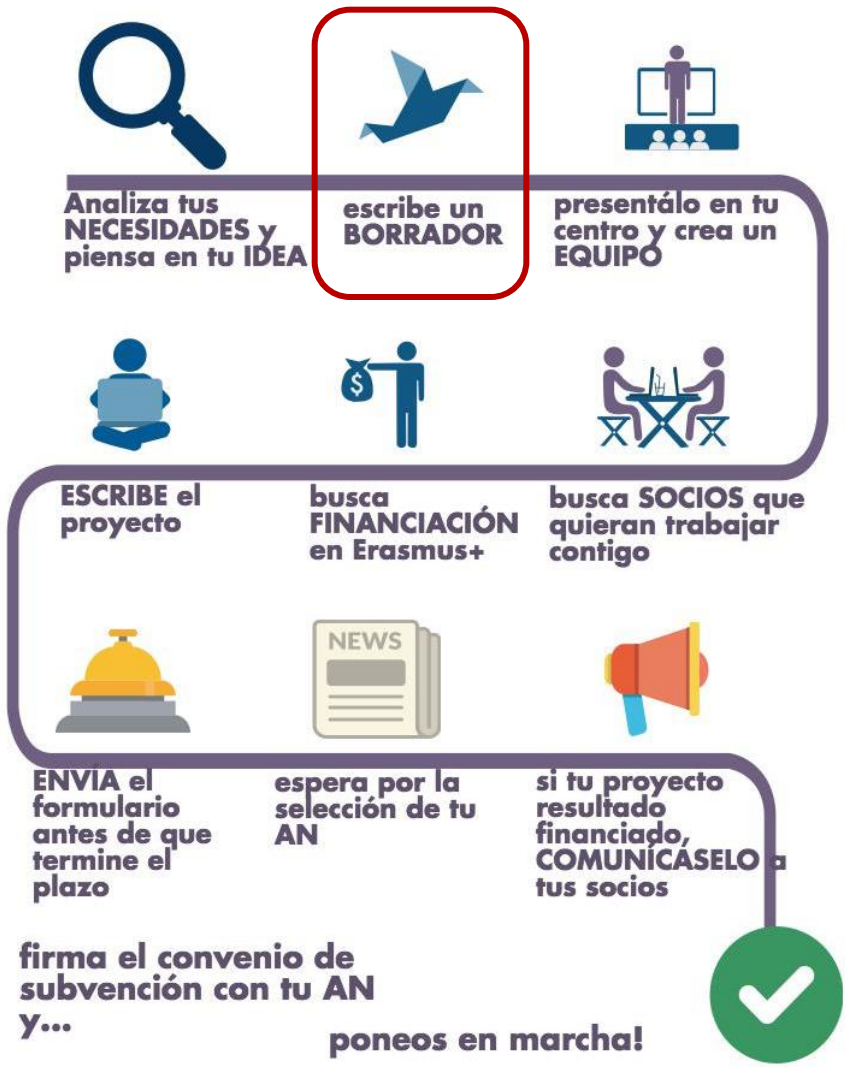 Analiza tus
NECESIDADES y
piensa en tu IDEA
escribe un
BORRADOR
presentálo en tu
centro y crea un
EQUIPO
$
ESCRIBE el
proyecto
busca
FINANCIACIÓN
en Erasmus+
busca SOCIOS que
quieran trabajar
contigo
NEWS
ENVÍA el
formulario
antes de que
termine el
plazo
espera por la
selección de tu
AN
si tu proyecto
resultado
financiado,
COMUNÍCÁSELO a
tus socios
firma el convenio de
subvención con tu AN
y...
poneos en marcha!